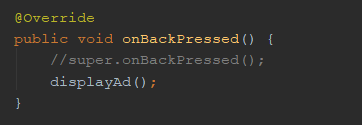 @Override
public void onBackPressed() {
    //super.onBackPressed();
    displayAd();
}